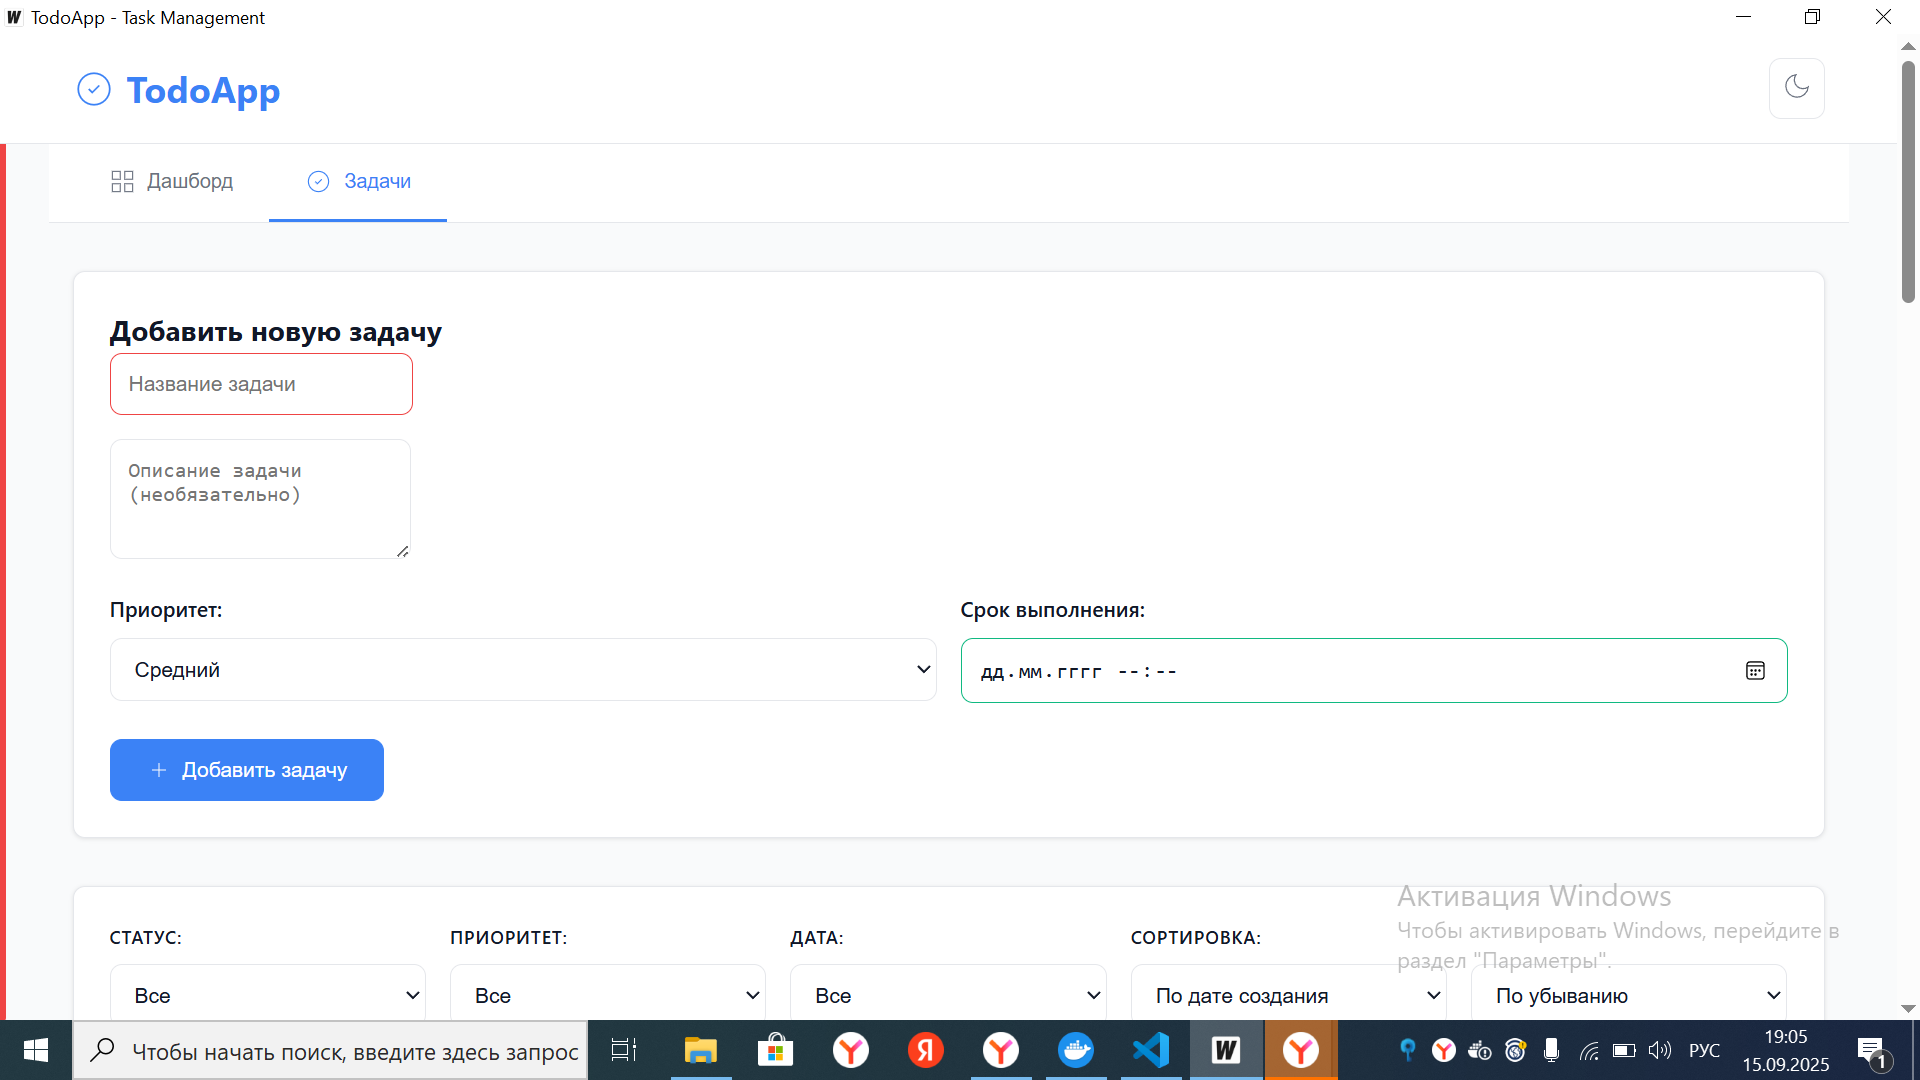 TodoApp - Task Management
TodoApp
Дашборд
Задачи
Добавить новую задачу
Название задачи
Описание задачи
(необязательно)
Приоритет:
Срок выполнения:
Средний
дд.мм.гггг --:--
+ Добавить задачу
СТАТУС:
ПРИОРИТЕТ:
ДАТА:
СОРТИРОВКА:
Все
Все
Все
По дате создания
По убыванию
Активация Windows
Чтобы активировать Windows, перейдите в
раздел "Параметры".
Чтобы начать поиск, введите здесь запрос
РУС
19:05
15.09.2025
1